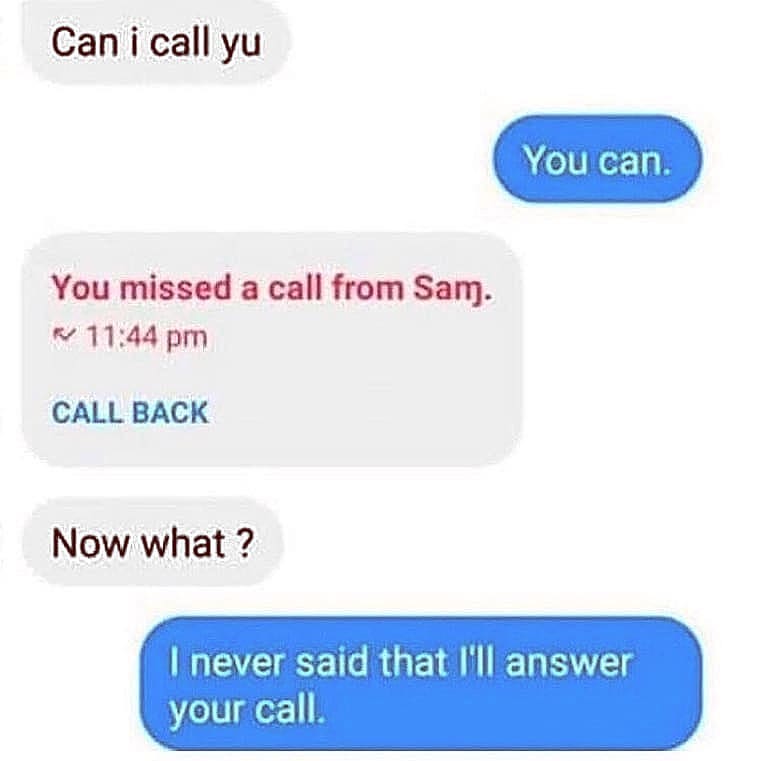 Can i call yu
You can.
You missed a call from Sam.
11:44 pm
CALL BACK
Now what ?
I never said that I'll answer
your call.